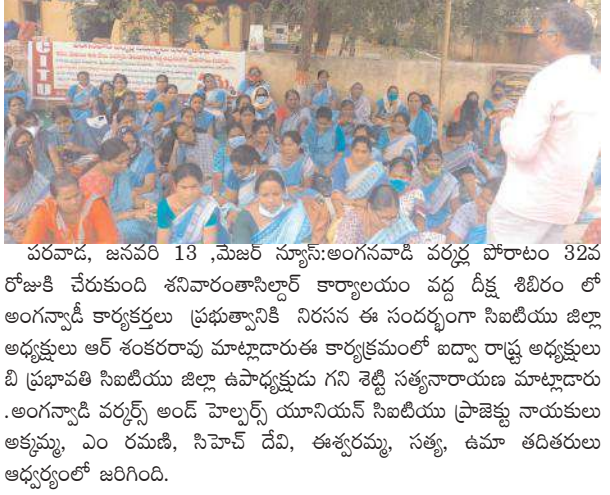 CITU
పరవాడ, జనవరి 13 ,మేజర్ న్యూస్:అంగనవాడి వర్కర్ల పోరాటం 32వ
రోజుకి చేరుకుంది శనివారంతాసిల్దార్ కార్యాలయం వద్ద దీక్ష శిబిరం లో
అంగన్వాడీ కార్యకర్తలు ప్రభుత్వానికి నిరసన ఈ సందర్భంగా సిఐటియు జిల్లా
అధ్యక్షులు ఆర్ శంకరరావు మాట్లాడారుఈ కార్యక్రమంలో ఐద్వా రాష్ట్ర అధ్యక్షులు
బి ప్రభావతి సిఐటియు జిల్లా ఉపాధ్యక్షుడు గని శెట్టి సత్యనారాయణ మాట్లాడారు
.అంగన్వాడి వర్కర్స్ అండ్ హెల్పర్స్ యూనియన్ సిఐటియు ప్రాజెక్టు నాయకులు
అక్కమ్మ, ఎం రమణి, సిహెచ్ దేవి, ఈశ్వరమ్మ, సత్య, ఉమా తదితరులు
ఆధ్వర్యంలో జరిగింది.